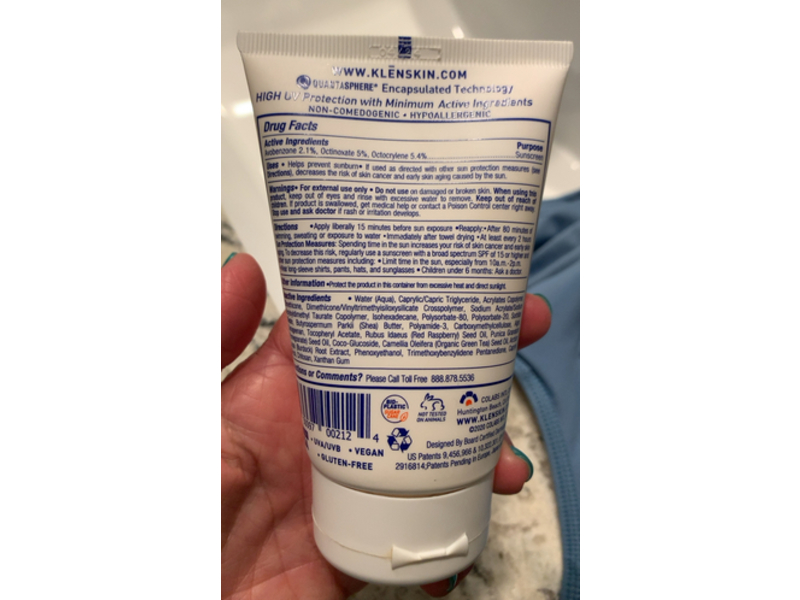 WWW.KLĒNSKIN.COM
QUANTASPHERE® Encapsulated Technology
HIGH UV Protection with Minimum Active Ingredients
NON-COMEDOGENIC • HYPOALLERGENIC
Drug Facts
Active Ingredients Purpose
Avobenzone 2.1%, Octinoxate 5%, Octocrylene 5.4% Sunscreen
Uses • Helps prevent sunburn • If used as directed with other sun protection measures (see
Directions), decreases the risk of skin cancer and early skin aging caused by the sun.
Warnings • For external use only • Do not use on damaged or broken skin. When using this
product, keep out of eyes and rinse with excessive water to remove. Keep out of reach of
children. If product is swallowed, get medical help or contact a Poison Control center right away.
Stop use and ask doctor if rash or irritation develops.
Directions • Apply liberally 15 minutes before sun exposure • Reapply: • After 80 minutes of
swimming, sweating or exposure to water • Immediately after towel drying • At least every 2 hours
Sun Protection Measures: Spending time in the sun increases your risk of skin cancer and early skin
aging. To decrease this risk, regularly use a sunscreen with a broad spectrum SPF of 15 or higher and
other sun protection measures including: • Limit time in the sun, especially from 10a.m.-2p.m.
long-sleeve shirts, pants, hats, and sunglasses • Children under 6 months: Ask a doctor
Other Information • Protect the product in this container from excessive heat and direct sunlight.
Inactive Ingredients • Water (Aqua), Caprylic/Capric Triglyceride, Acrylates
Dimethicone/Vinyltrimethylsiloxysilicate Crosspolymer, Sodium
Taurate Copolymer, Isohexadecane, Polysorbate-80, Polysorbate-20,
Butyrospermum Parkii (Shea) Butter, Polyamide-3, Carboxymethylcellulose,
Tocopheryl Acetate, Rubus Idaeus (Red Raspberry) Seed Oil, Punica
Seed Oil, Coco-Glucoside, Camellia Oleifera (Organic Green Tea) Seed Oil,
(Burdock) Root Extract, Phenoxyethanol, Trimethoxybenzylidene Pentanedione,
Chitosan, Xanthan Gum
or Comments? Please Call Toll Free 888.878.5536
BIO-PLASTIC
SUGAR CANE
NOT TESTED
ON ANIMALS
COLABS
Huntington Beach,
WWW.KLENSKIN
©2020 COLABS
00212 4
• UVA/UVB • VEGAN
• GLUTEN-FREE
Designed By Board Certified
US Patents 9,456,966 &
2916814; Patents Pending in Europe,